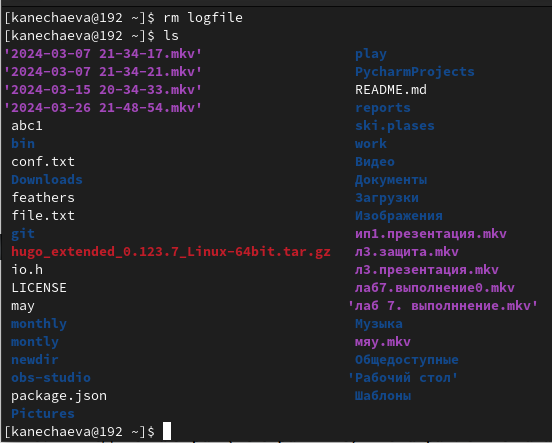 [kanechaeva@192 ~]$ rm logfile
[kanechaeva@192 ~]$ ls
'2024-03-07 21-34-17.mkv' play
'2024-03-07 21-34-21.mkv' PycharmProjects
'2024-03-15 20-34-33.mkv' README.md
'2024-03-26 21-48-54.mkv' reports
abc1 ski.plases
bin work
conf.txt Видео
Downloads Документы
feathers Загрузки
file.txt Изображения
git ип1.презентация.mkv
hugo_extended_0.123.7_Linux-64bit.tar.gz л3.защита.mkv
io.h л3.презентация.mkv
LICENSE лаб7.выполнение0.mkv
may 'лаб 7. выполннение.mkv'
monthly Музыка
montly мяу.mkv
newdir Общедоступные
obs-studio 'Рабочий стол'
package.json Шаблоны
Pictures
[kanechaeva@192 ~]$